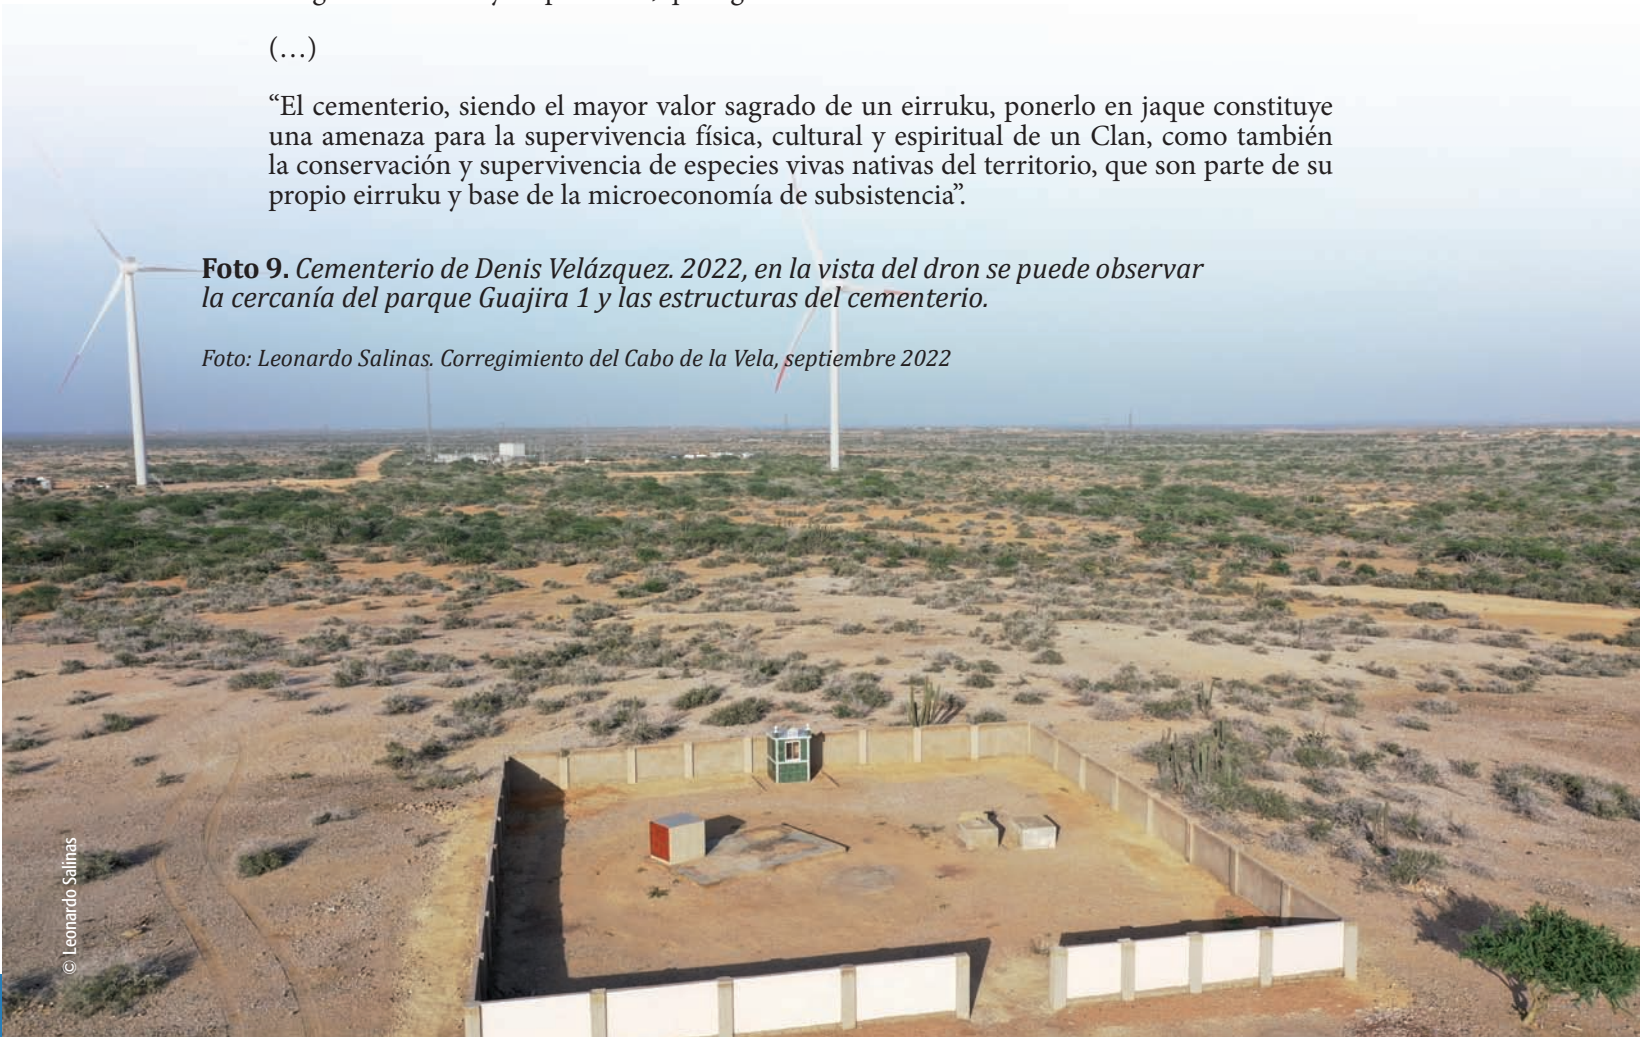 (…)
“El cementerio, siendo el mayor valor sagrado de un eirruku, ponerlo en jaque constituye
una amenaza para la supervivencia física, cultural y espiritual de un Clan, como también
la conservación y supervivencia de especies vivas nativas del territorio, que son parte de su
propio eirruku y base de la microeconomía de subsistencia”.
Foto 9. Cementerio de Denis Velázquez. 2022, en la vista del dron se puede observar
la cercanía del parque Guajira 1 y las estructuras del cementerio.
Foto: Leonardo Salinas. Corregimiento del Cabo de la Vela, septiembre 2022
© Leonardo Salinas